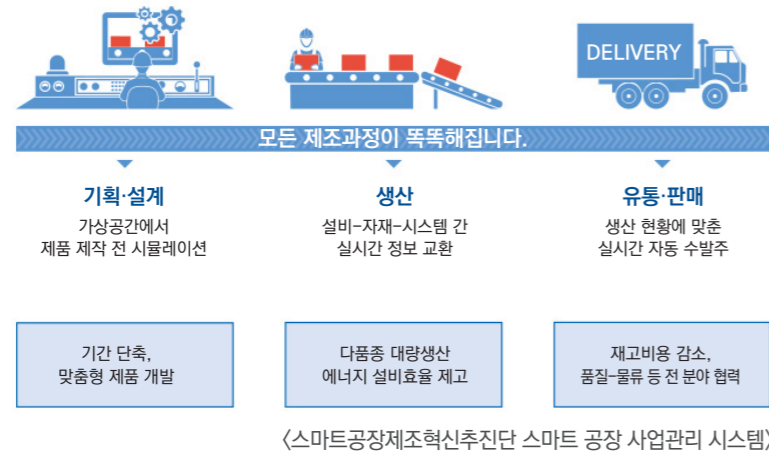 DELIVERY
모든 제조과정이 똑똑해집니다.
기획·설계
가상공간에서
제품 제작 전 시뮬레이션
생산
설비-자재-시스템 간
실시간 정보 교환
유통·판매
생산 현황에 맞춘
실시간 자동 수발주
기간 단축,
맞춤형 제품 개발
다품종 대량생산
에너지 설비효율 제고
재고비용 감소,
품질-물류 등 전 분야 협력
<스마트공장제조혁신추진단 스마트 공장 사업관리 시스템>